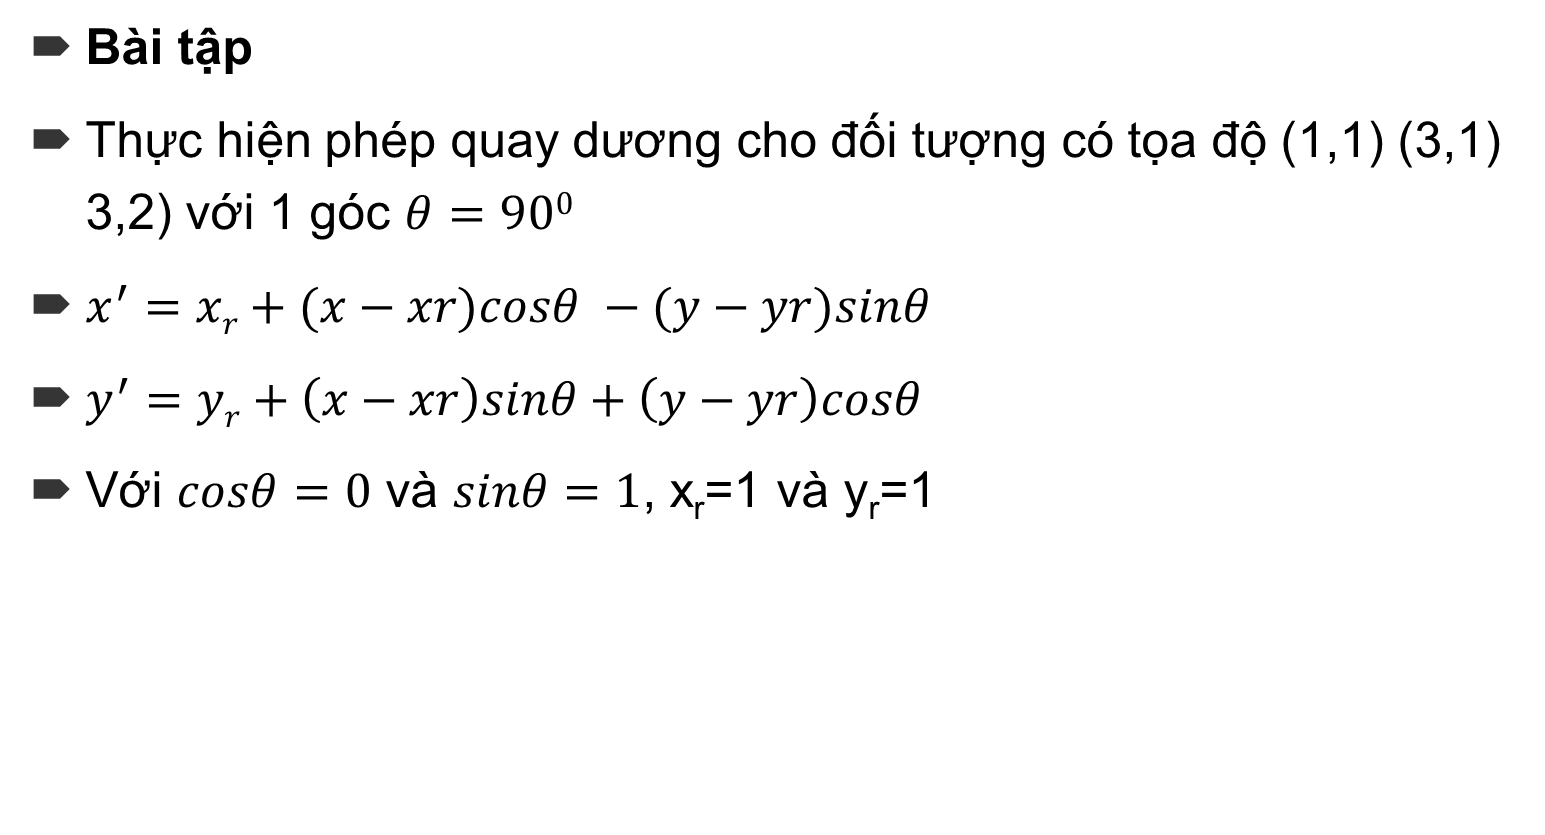 Bài tập
Thực hiện phép quay dương cho đối tượng có tọa độ (1,1) (3,1)
3,2) với 1 góc θ = 90⁰
x′ = xᵣ + (x − xr)cosθ − (y − yr)sinθ
y′ = yᵣ + (x − xr)sinθ + (y − yr)cosθ
Với cosθ = 0 và sinθ = 1, xᵣ=1 và yᵣ=1